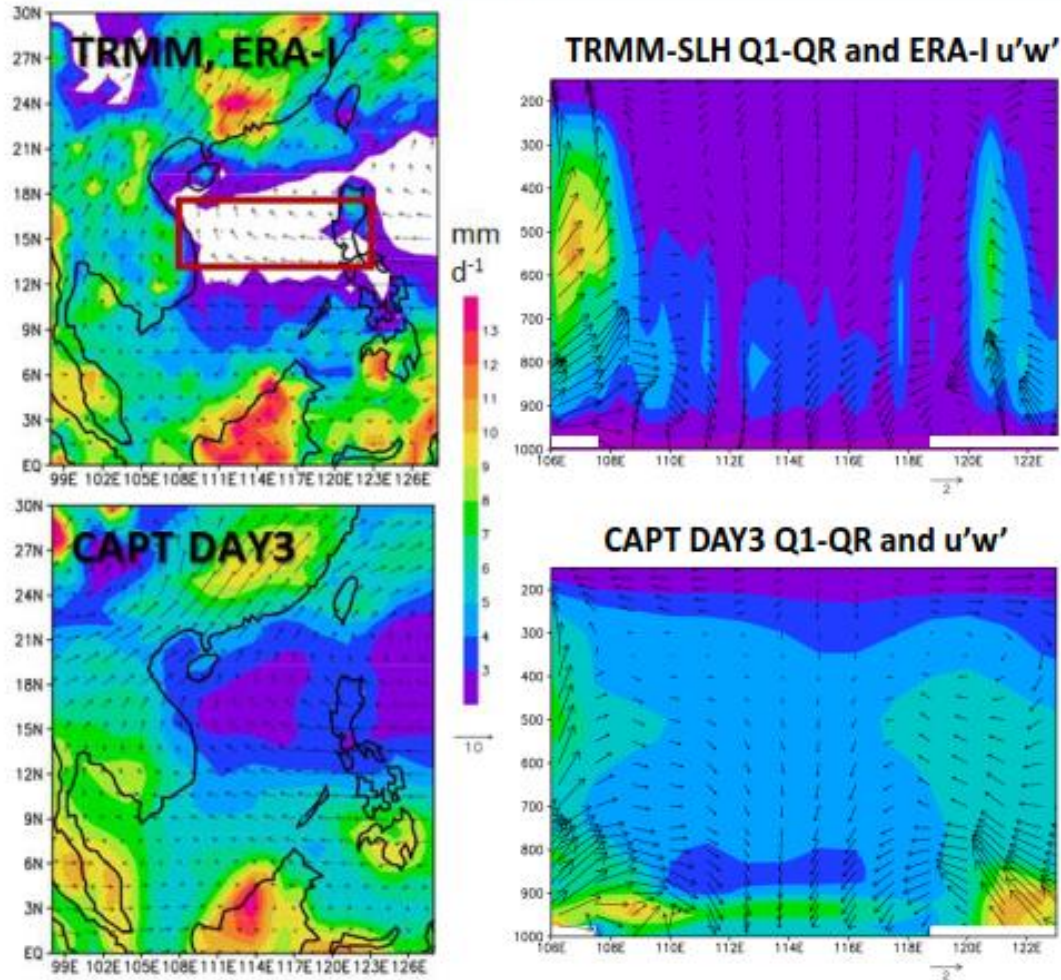 TRMM, ERA-I
30N
27N
24N
21N
18N
15N
12N
9N
6N
3N
EQ
99E 102E 105E 108E 111E 114E 117E 120E 123E 126E
mm
d⁻¹
13
12
11
10
9
8
7
6
5
4
3
10
TRMM-SLH Q1-QR and ERA-I u'w'
200
300
400
500
600
700
800
900
1000
106E 108E 110E 112E 114E 116E 118E 120E 122E
2
CAPT DAY3
30N
27N
24N
21N
18N
15N
12N
9N
6N
3N
EQ
99E 102E 105E 108E 111E 114E 117E 120E 123E 126E
CAPT DAY3 Q1-QR and u'w'
200
300
400
500
600
700
800
900
1000
106E 108E 110E 112E 114E 116E 118E 120E 122E
2